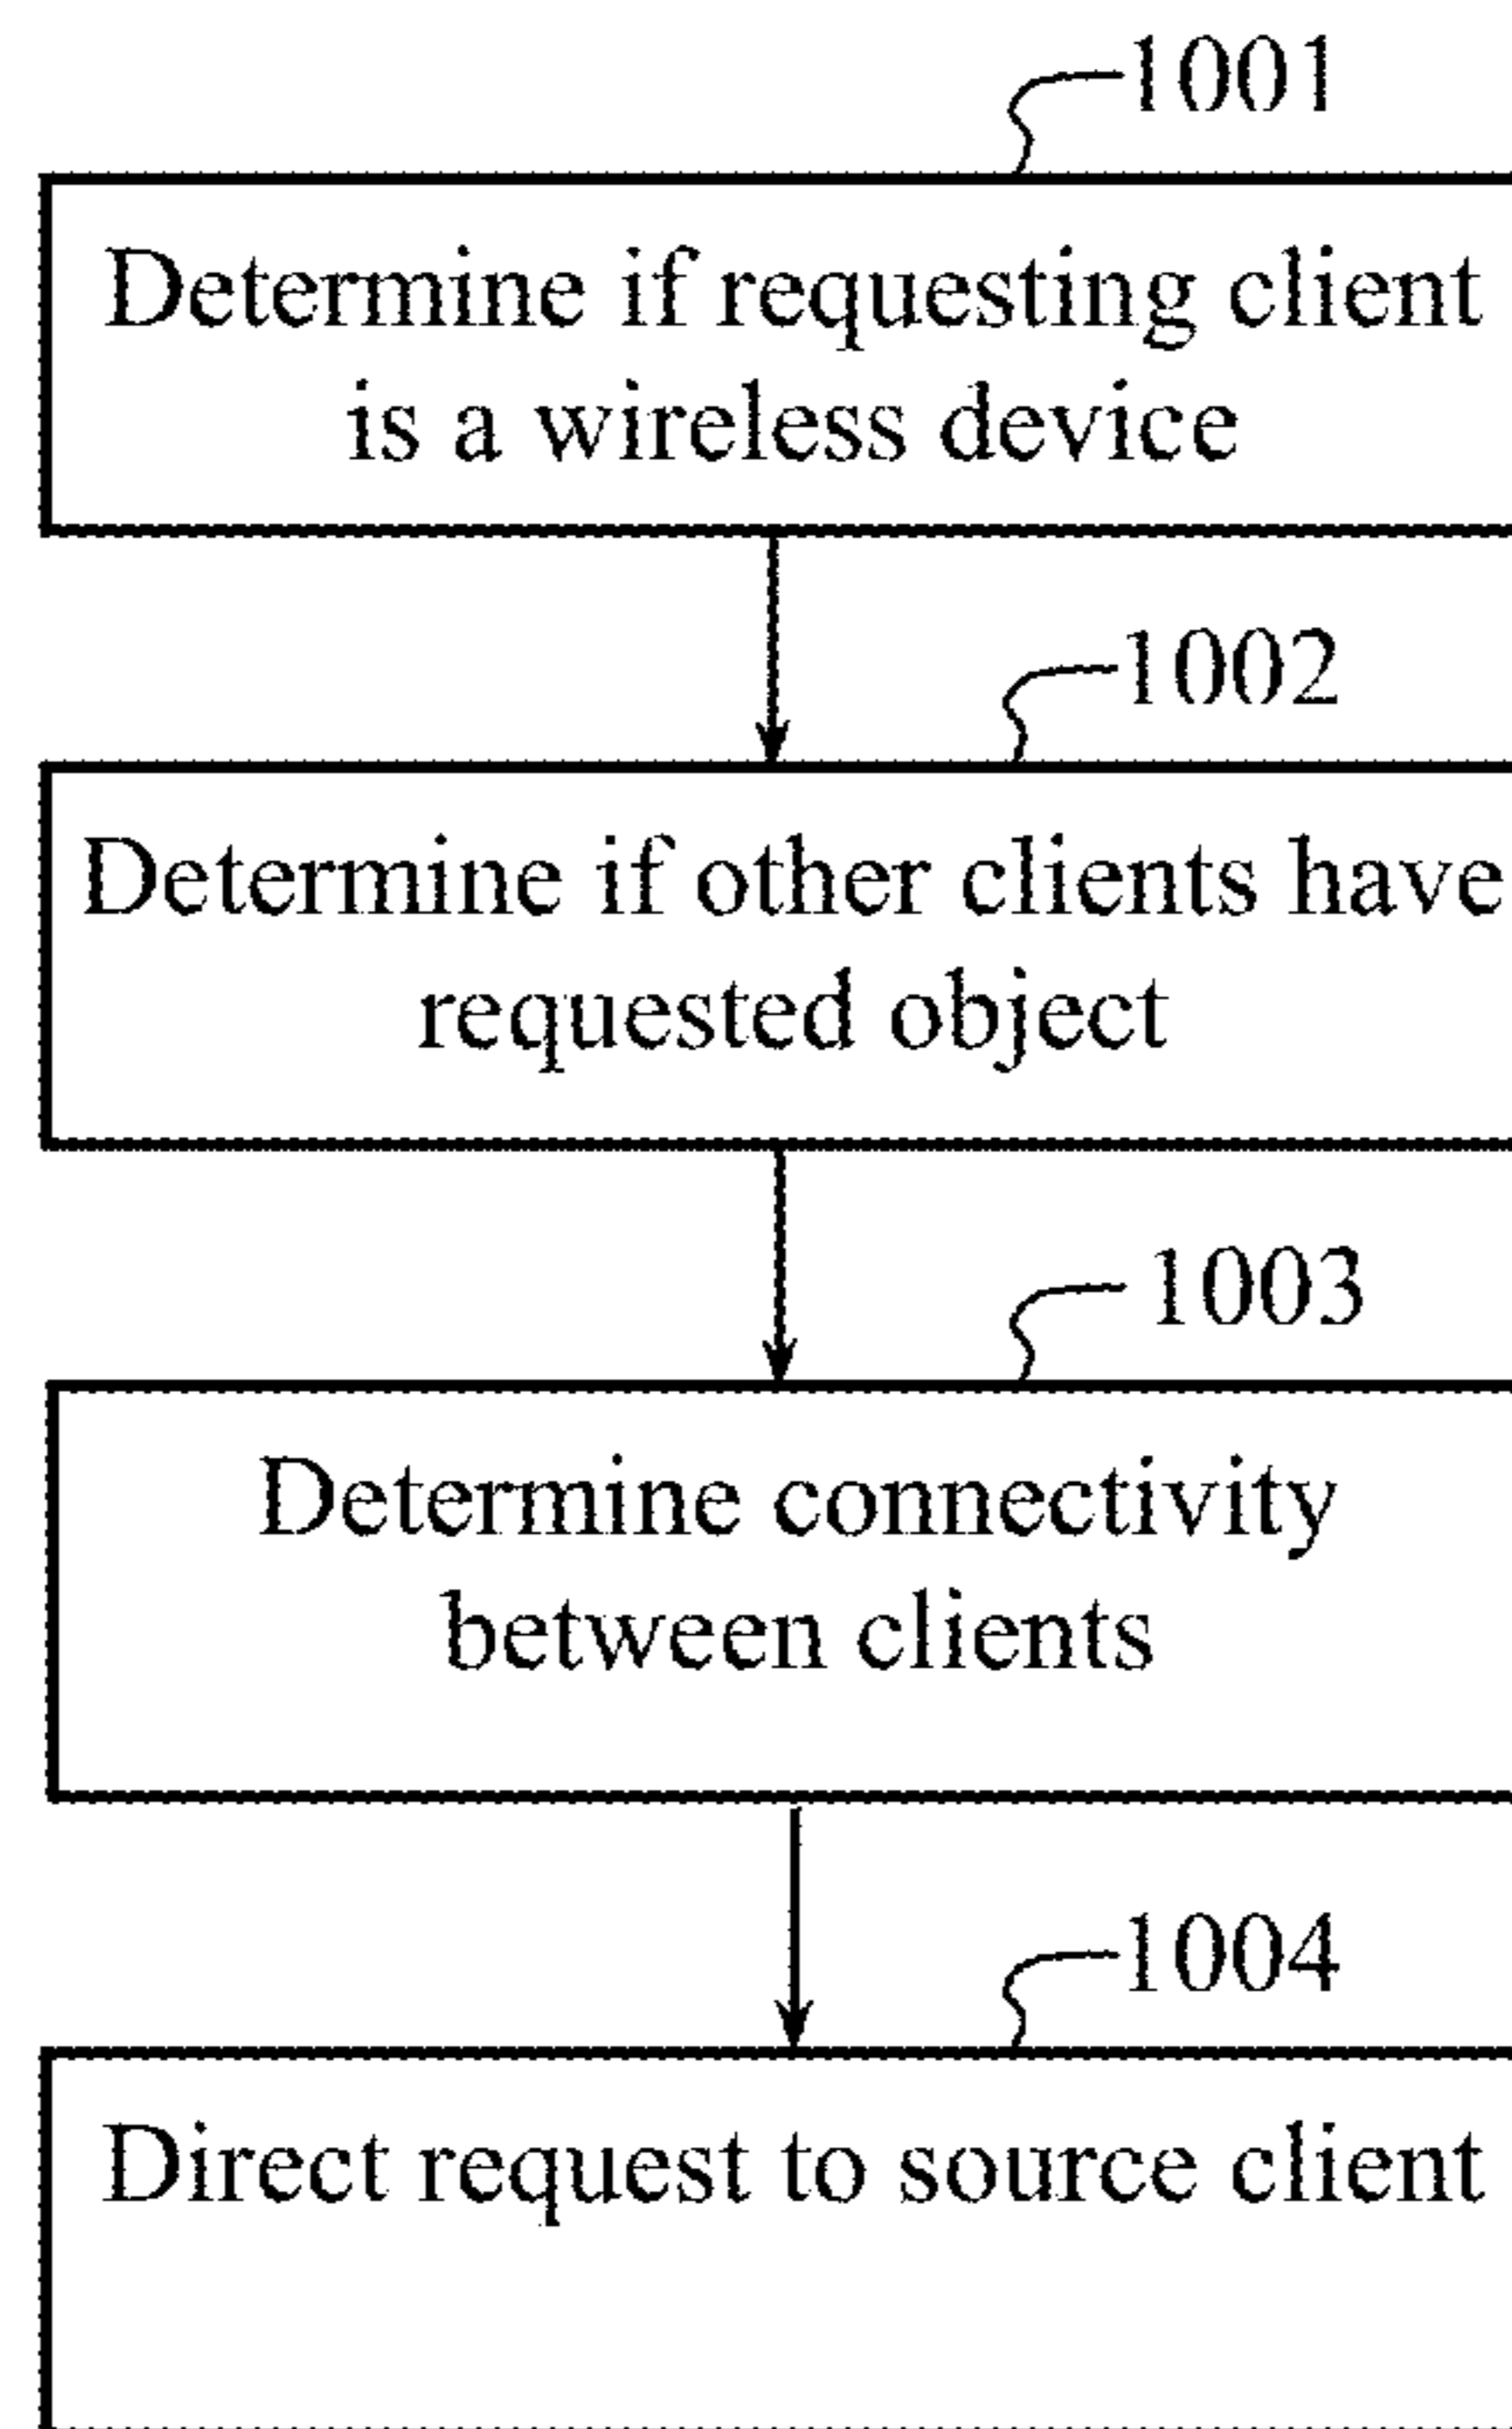 1001
Determine if requesting client
is a wireless device
1002
Determine if other clients have
requested object
1003
Determine connectivity
between clients
1004
Direct request to source client